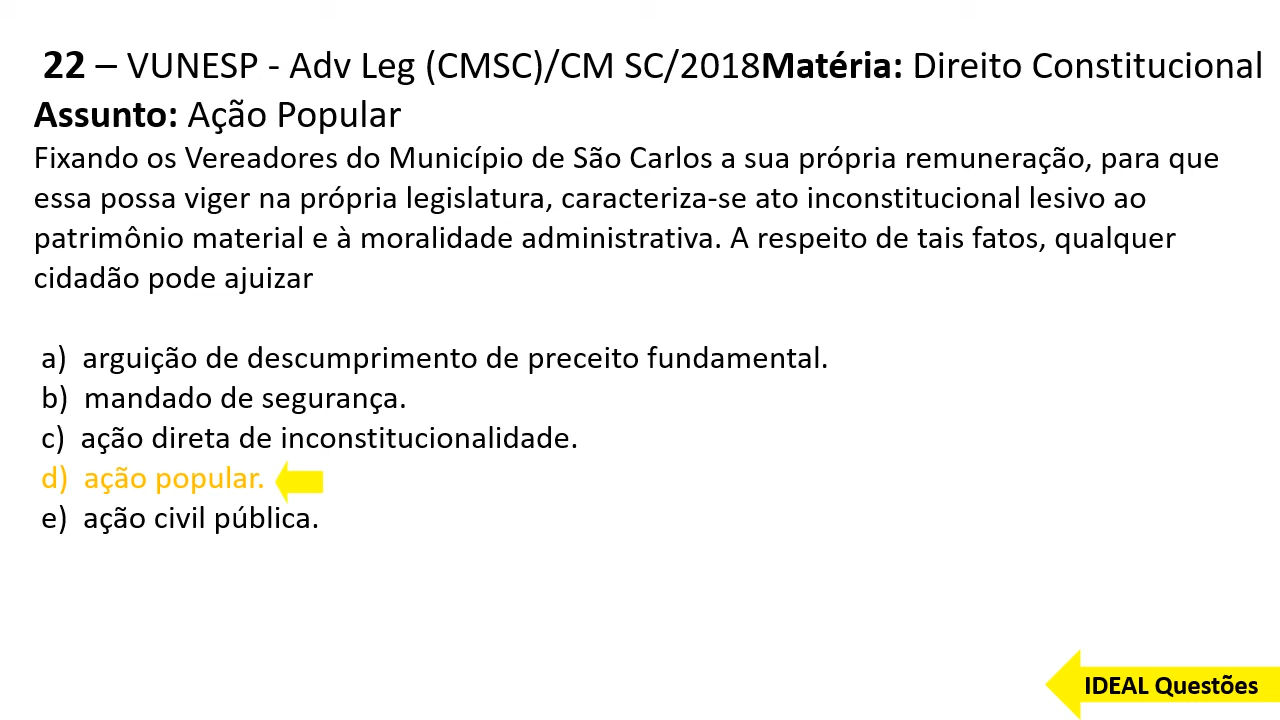 22 – VUNESP - Adv Leg (CMSC)/CM SC/2018Matéria: Direito Constitucional
Assunto: Ação Popular
Fixando os Vereadores do Município de São Carlos a sua própria remuneração, para que
essa possa viger na própria legislatura, caracteriza-se ato inconstitucional lesivo ao
patrimônio material e à moralidade administrativa. A respeito de tais fatos, qualquer
cidadão pode ajuizar
a) arguição de descumprimento de preceito fundamental.
b) mandado de segurança.
c) ação direta de inconstitucionalidade.
d) ação popular.
e) ação civil pública.
IDEAL Questões